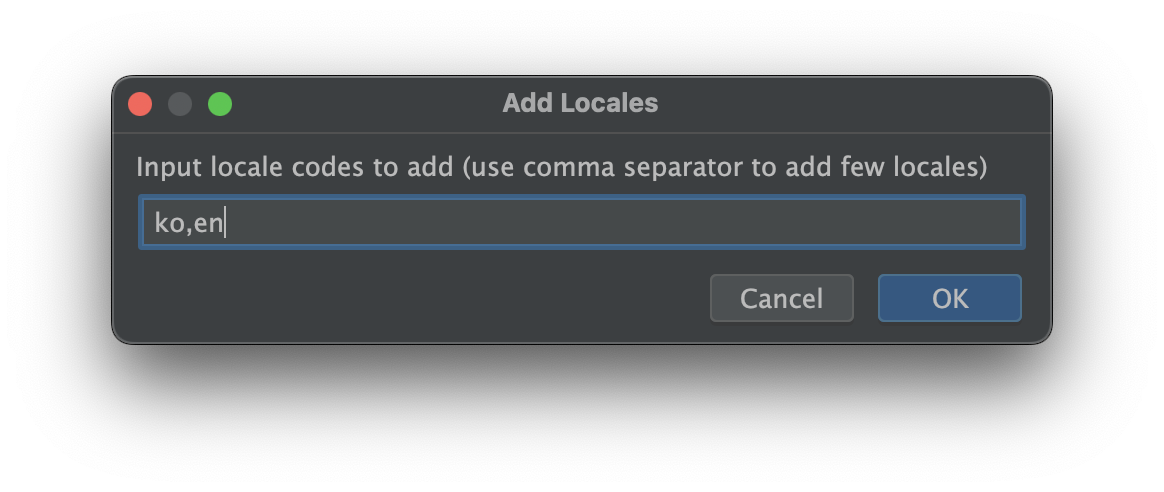 Add Locales
Input locale codes to add (use comma separator to add few locales)
ko,en
Cancel
OK